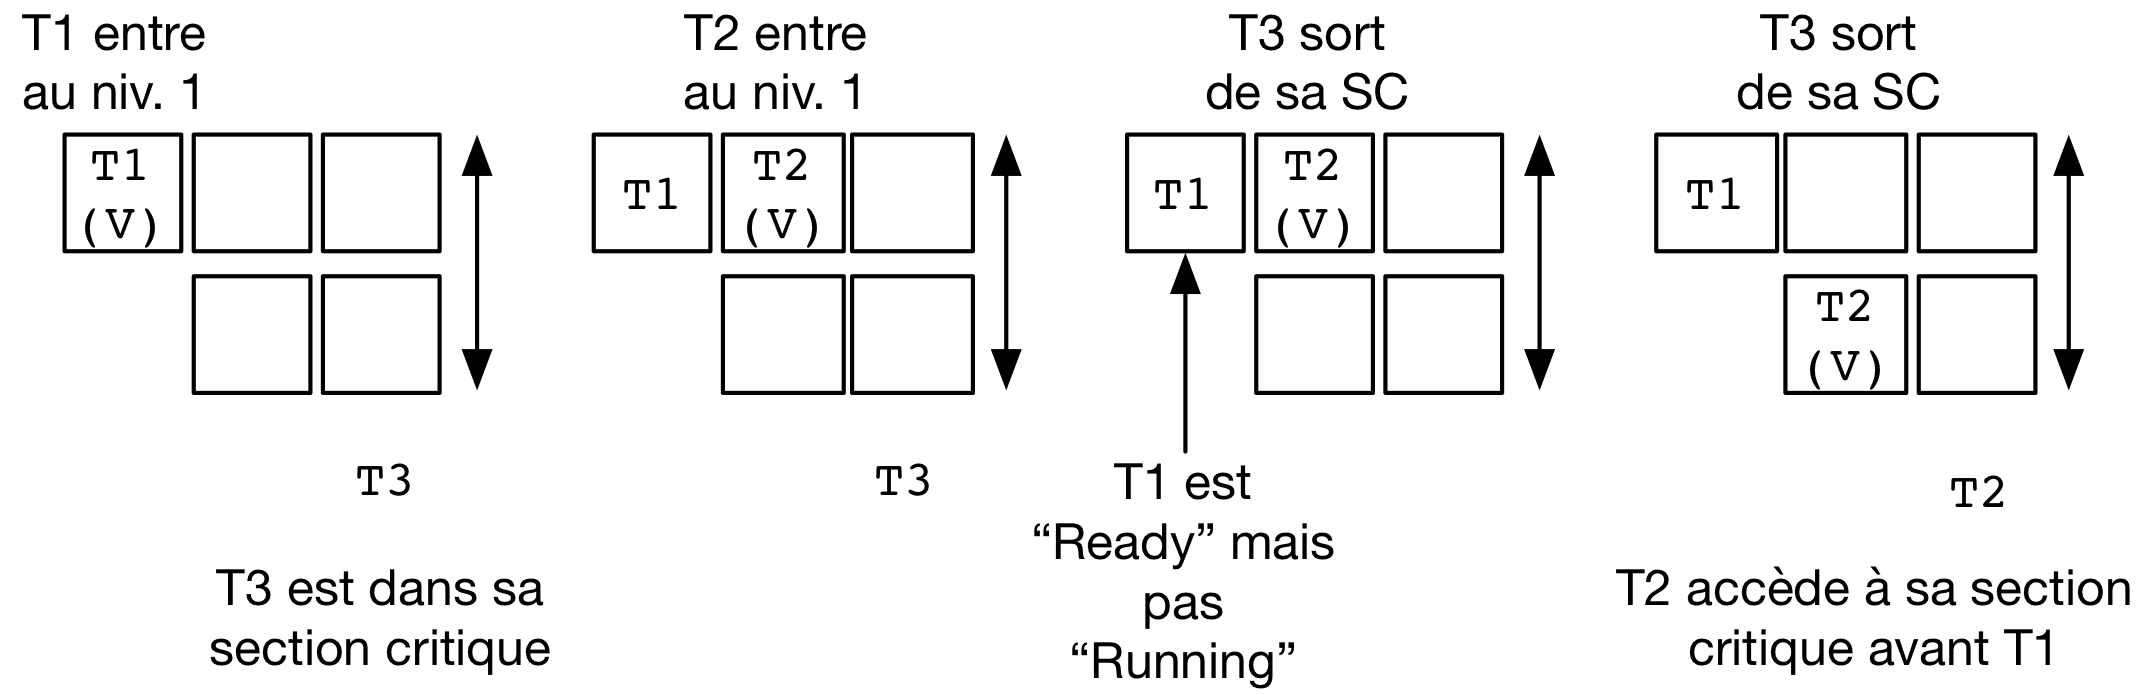 T1 entre
au niv. 1
T1
(V)
T3
T3 est dans sa
section critique
T2 entre
au niv. 1
T1
T2
(V)
T3
T3 sort
de sa SC
T1
T2
(V)
T1 est
“Ready” mais
pas
“Running”
T3 sort
de sa SC
T1
T2
(V)
T2
T2 accède à sa section
critique avant T1